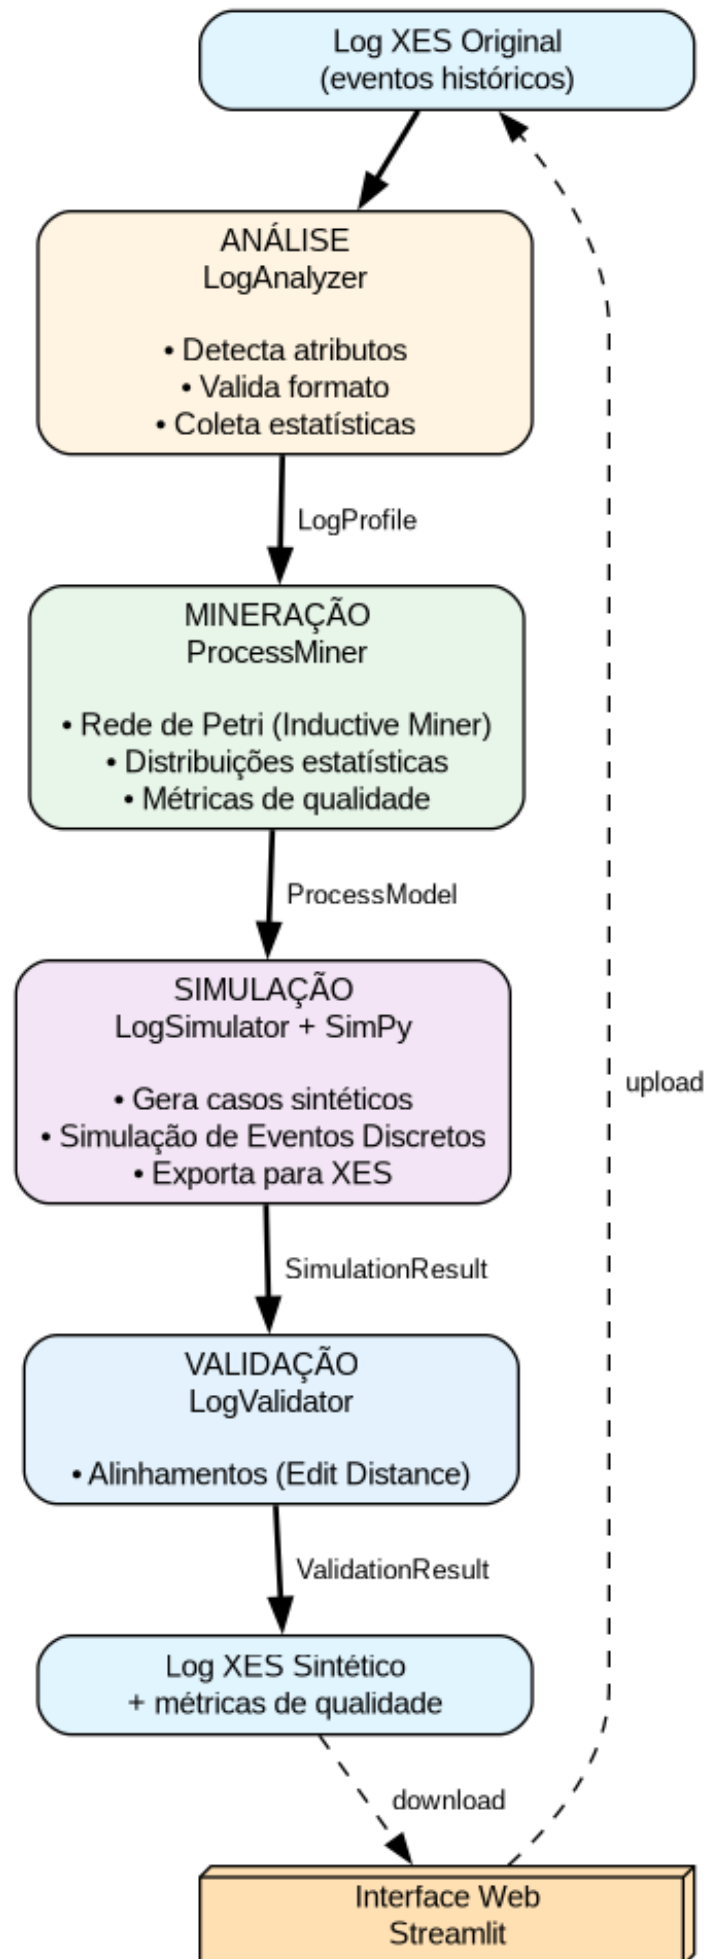 Log XES Original
(eventos históricos)
ANÁLISE
LogAnalyzer
• Detecta atributos
• Valida formato
• Coleta estatísticas
LogProfile
MINERAÇÃO
ProcessMiner
• Rede de Petri (Inductive Miner)
• Distribuições estatísticas
• Métricas de qualidade
ProcessModel
SIMULAÇÃO
LogSimulator + SimPy
• Gera casos sintéticos
• Simulação de Eventos Discretos
• Exporta para XES
upload
SimulationResult
VALIDAÇÃO
LogValidator
• Alinhamentos (Edit Distance)
ValidationResult
Log XES Sintético
+ métricas de qualidade
download
Interface Web
Streamlit